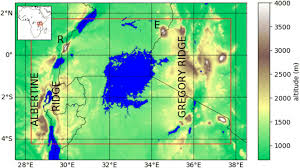 E
R
ALBERTINE
RIDGE
GREGORY RIDGE
2°
0°
2°S
4°S
28°E
30°E
32°E
34°E
36°E
38°E
4000
3500
3000
2500
2000
1500
1000
Altitude (m)